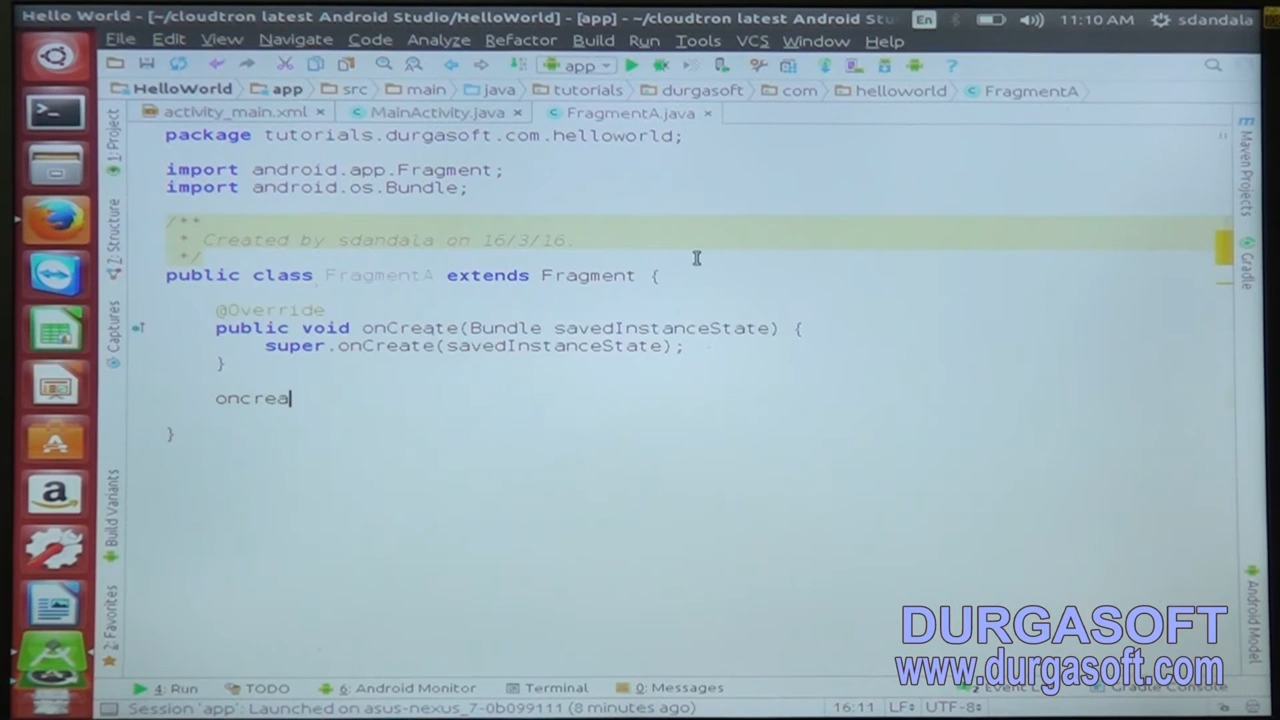 Hello World - [~/cloudtron latest Android Studio/HelloWorld] - [app] - ~/cloudtron latest Android Stu
En
11:10 AM
sdandala
File Edit View Navigate Code Analyze Refactor Build Run Tools VCS Window Help
app
HelloWorld app src main java tutorials durgasoft com helloworld FragmentA
activity_main.xml × MainActivity.java × FragmentA.java ×
1: Project
Z: Structure
Captures
Build Variants
2: Favorites
package tutorials.durgasoft.com.helloworld;
import android.app.Fragment;
import android.os.Bundle;
/**
* Created by sdandala on 16/3/16.
*/
public class FragmentA extends Fragment {
@Override
public void onCreate(Bundle savedInstanceState) {
super.onCreate(savedInstanceState);
}
oncrea
}
Maven Projects
Gradle
Android Model
DURGASOFT
www.durgasoft.com
4: Run TODO 6: Android Monitor Terminal 0: Messages
Gradle Console
Session 'app': Launched on asus-nexus_7-0b099111 (8 minutes ago)
16:11 LF÷ UTF-8÷